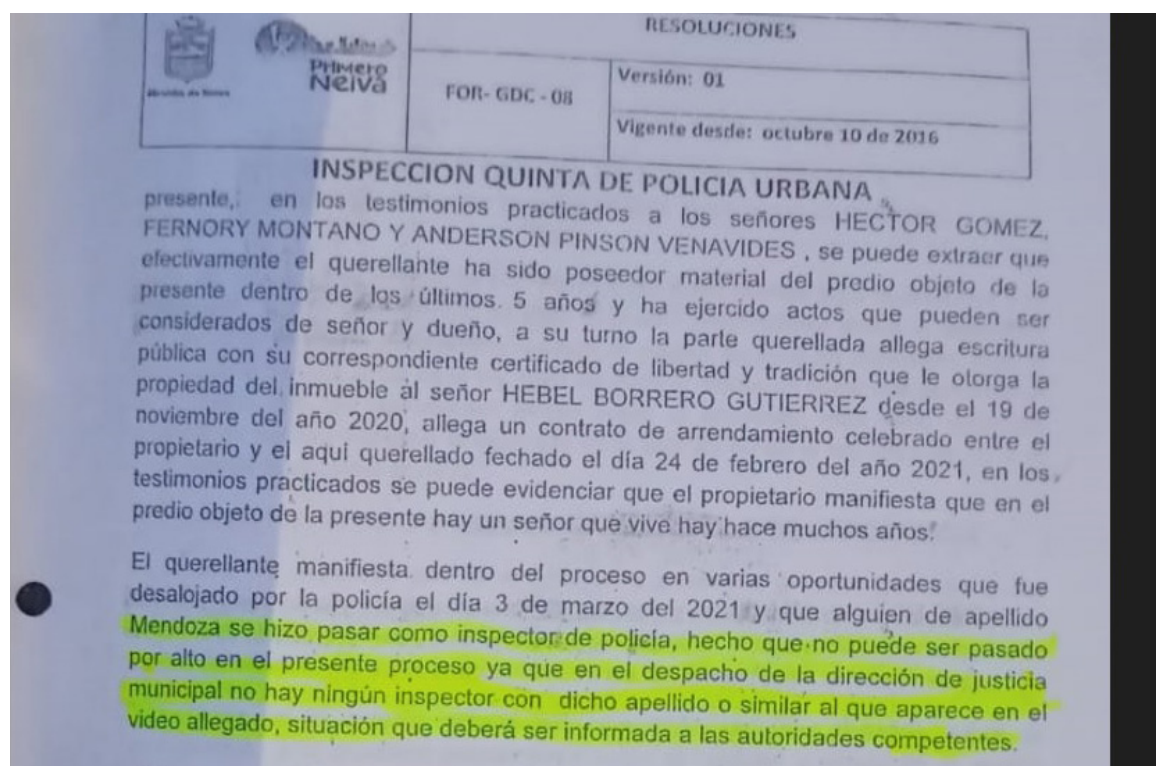 RESOLUCIONES
Primero
Neiva
FOR- GDC - 08
Versión: 01
Vigente desde: octubre 10 de 2016
INSPECCION QUINTA DE POLICIA URBANA
presente,. en los testimonios practicados a los señores HECTOR GOMEZ,
FERNORY MONTANO Y ANDERSON PINSON VENAVIDES , se puede extraer que
efectivamente el querellante ha sido poseedor material del predio objeto de la
presente dentro de los últimos. 5 años y ha ejercido actos que pueden ser
considerados de señor y dueño, a su turno la parte querellada allega escritura
pública con su correspondiente certificado de libertad y tradición que le otorga la
propiedad del inmueble al señor HEBEL BORRERO GUTIERREZ desde el 19 de
noviembre del año 2020, allega un contrato de arrendamiento celebrado entre el
propietario y el aquí querellado fechado el día 24 de febrero del año 2021, en los
testimonios practicados se puede evidenciar que el propietario manifiesta que en el
predio objeto de la presente hay un señor que vive hay hace muchos años.
El querellante manifiesta dentro del proceso en varias oportunidades que fue
desalojado por la policía el día 3 de marzo del 2021 y que alguien de apellido
Mendoza se hizo pasar como inspector de policía, hecho que no puede ser pasado
por alto en el presente proceso ya que en el despacho de la dirección de justicia
municipal no hay ningún inspector con dicho apellido o similar al que aparece en el
video allegado, situación que deberá ser informada a las autoridades competentes.